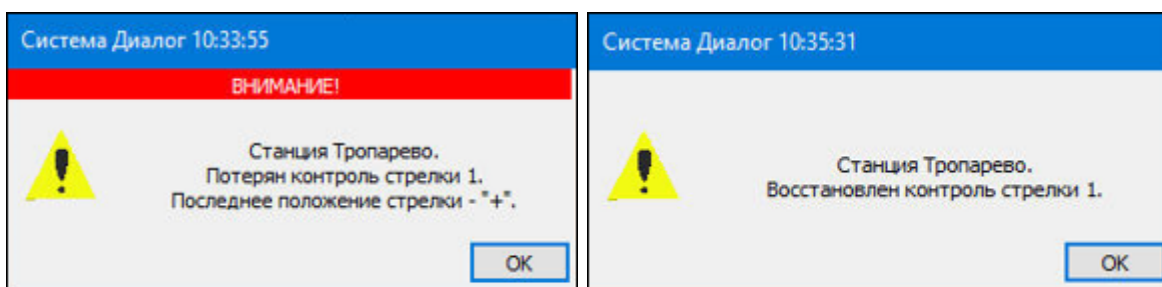 Система Диалог 10:33:55
ВНИМАНИЕ!
Станция Тропарево.
Потерян контроль стрелки 1.
Последнее положение стрелки - "+".
OK
Система Диалог 10:35:31
Станция Тропарево.
Восстановлен контроль стрелки 1.
OK